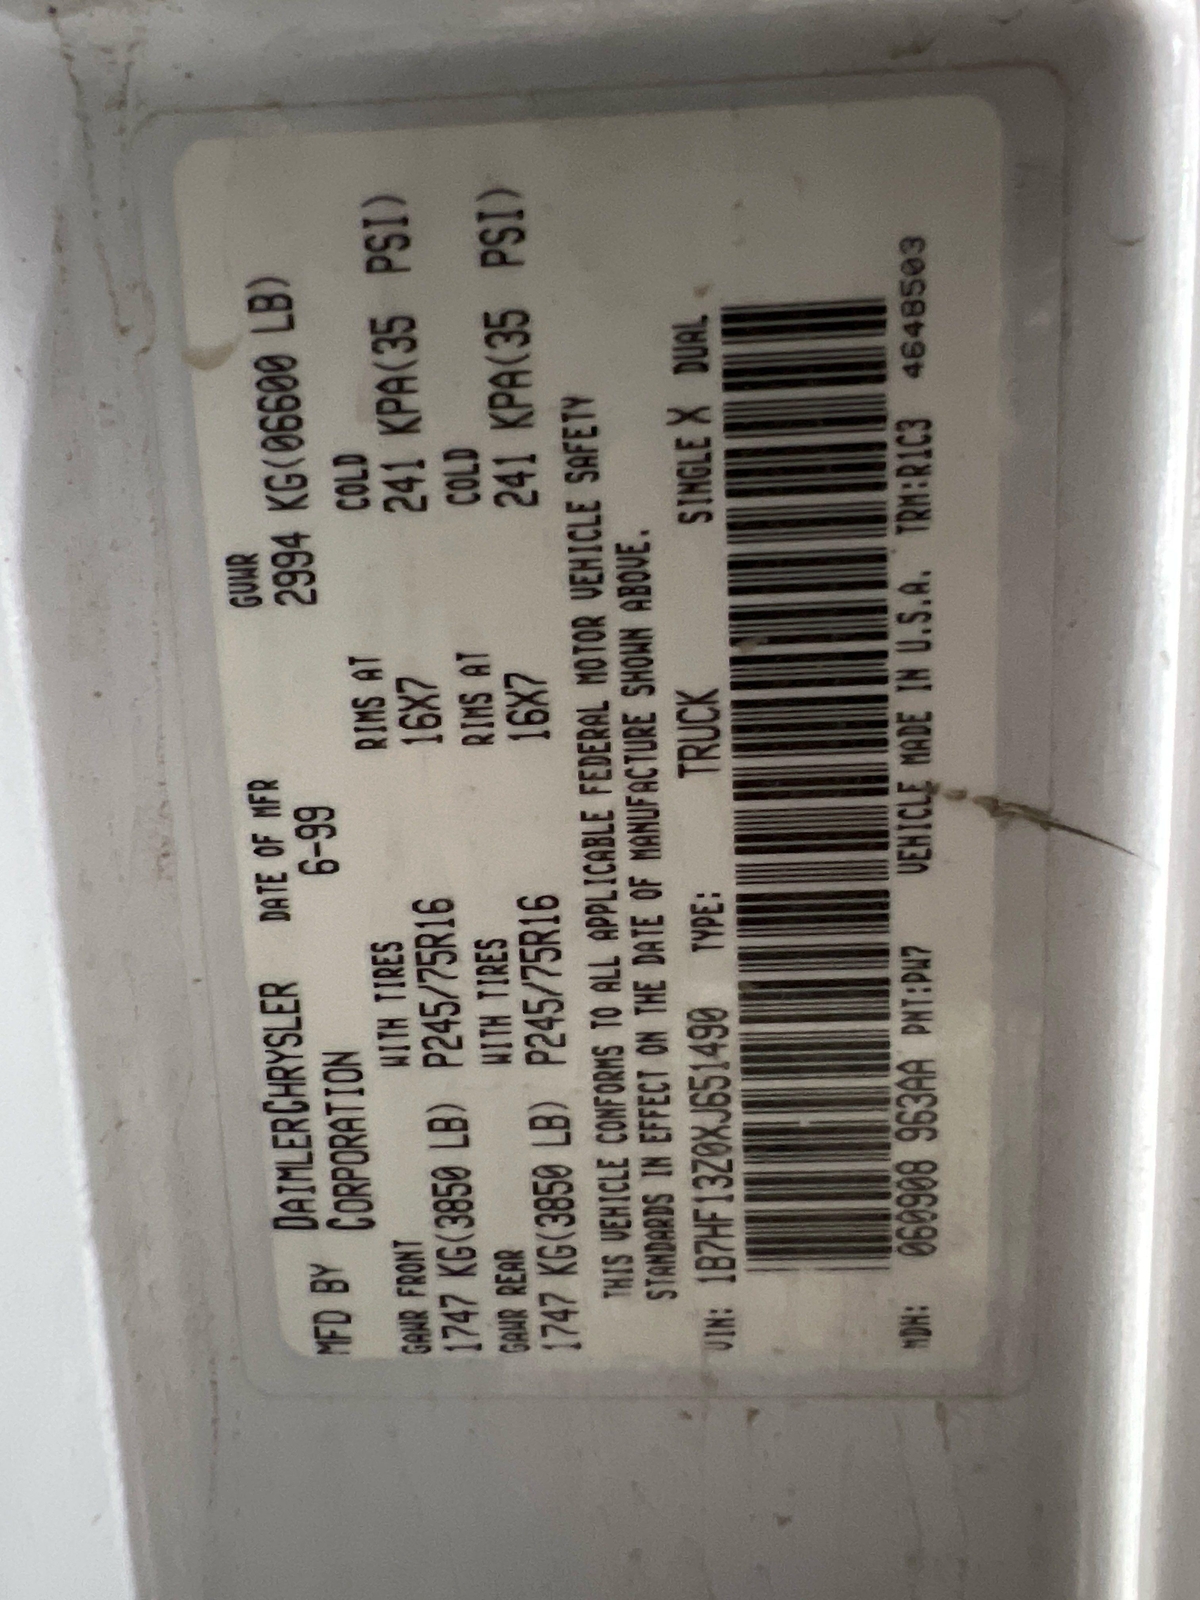 MFD BY DAIMLERCHRYSLER CORPORATION
DATE OF MFR 6-99
GVWR 2994 KG(06600 LB)
GAWR FRONT WITH TIRES RIMS AT COLD
1747 KG(3850 LB) P245/75R16 16X7 241 KPA(35 PSI)
GAWR REAR WITH TIRES RIMS AT COLD
1747 KG(3850 LB) P245/75R16 16X7 241 KPA(35 PSI)
THIS VEHICLE CONFORMS TO ALL APPLICABLE FEDERAL MOTOR VEHICLE SAFETY
STANDARDS IN EFFECT ON THE DATE OF MANUFACTURE SHOWN ABOVE.
VIN: 1B7HF13Z0XJ651490 TYPE: TRUCK SINGLE X DUAL
MDH: 060908 963AA PNT:PW7 VEHICLE MADE IN U.S.A. TRM:R1C3 4648503